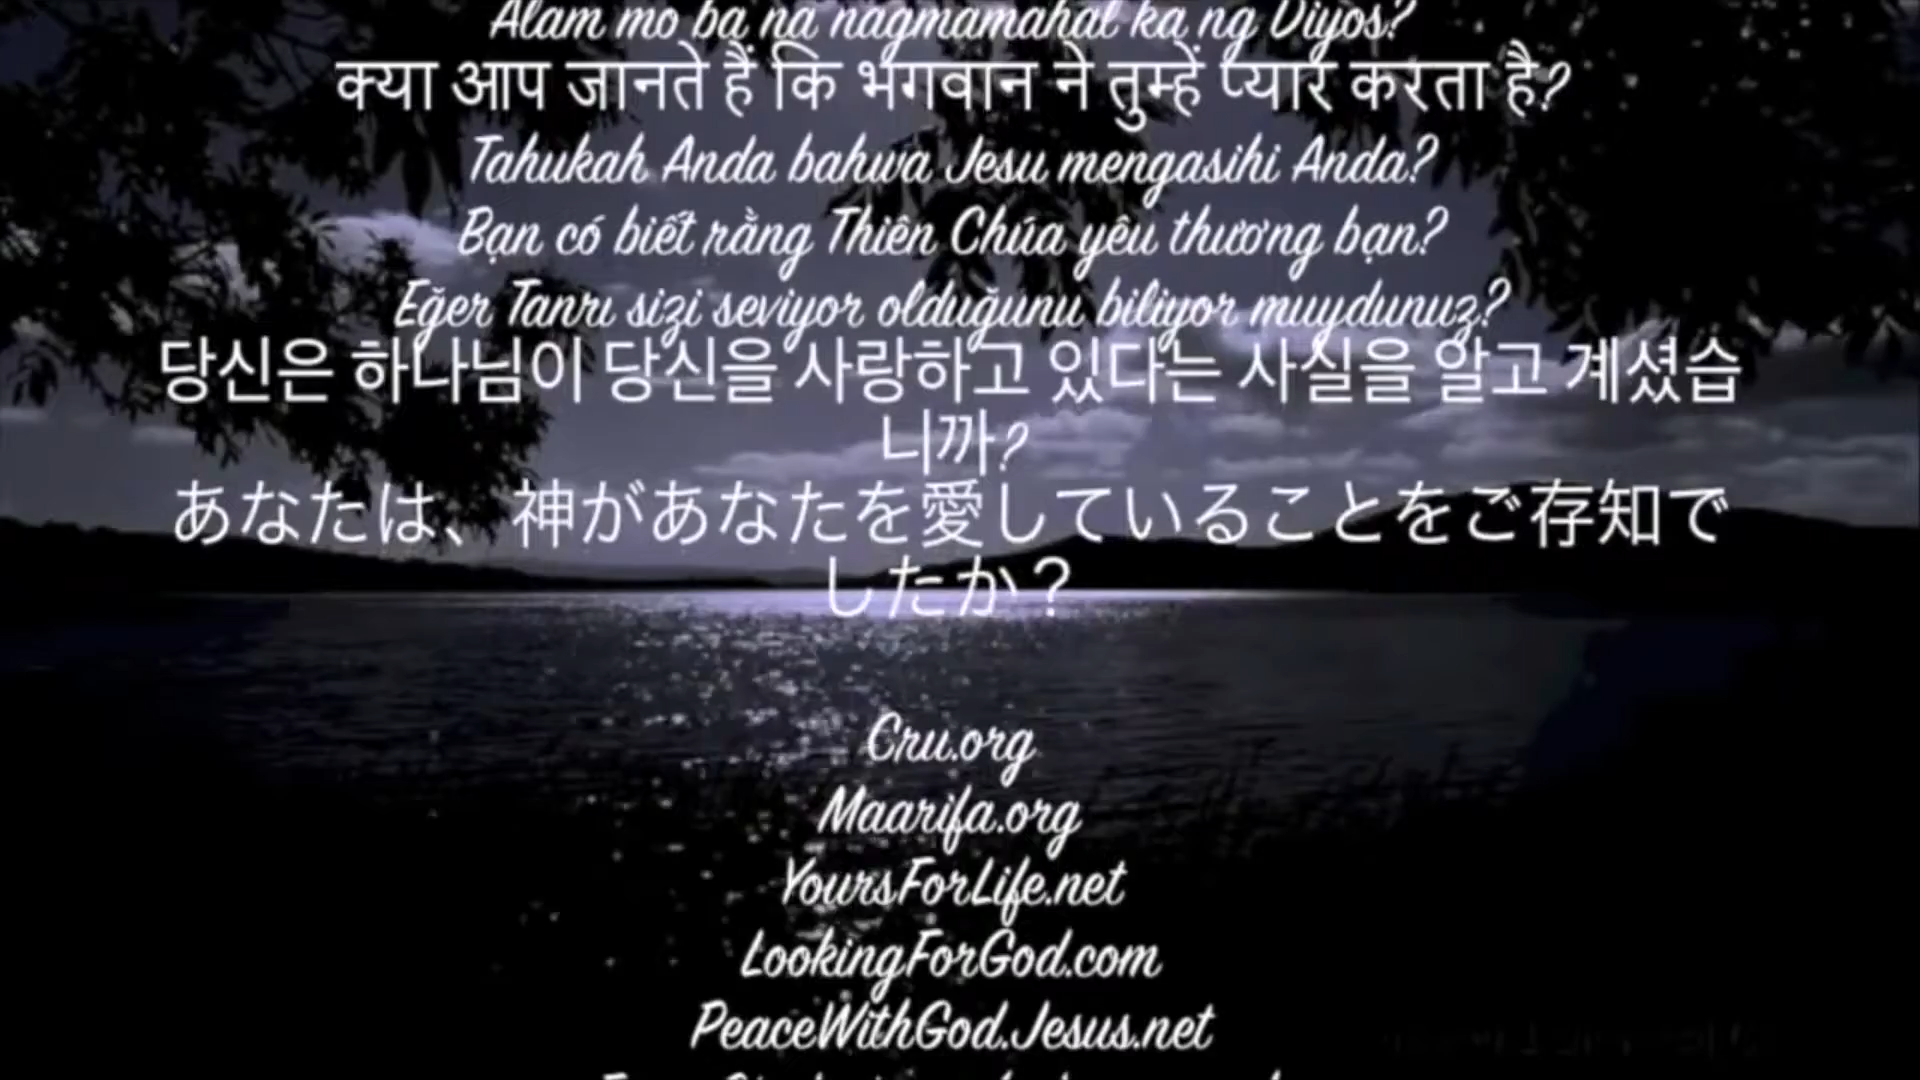 Alam mo ba na nagmamahal ka ng Diyos?
क्या आप जानते हैं कि भगवान ने तुम्हें प्यार करता है?
Tahukah Anda bahwa Jesu mengasihi Anda?
Bạn có biết rằng Thiên Chúa yêu thương bạn?
Eğer Tanrı sizi seviyor olduğunu biliyor muydunuz?
당신은 하나님이 당신을 사랑하고 있다는 사실을 알고 계셨습
니까?
あなたは、神があなたを愛していることをご存知で
したか？
Cru.org
Maarifa.org
YoursForLife.net
LookingForGod.com
PeaceWithGod.Jesus.net